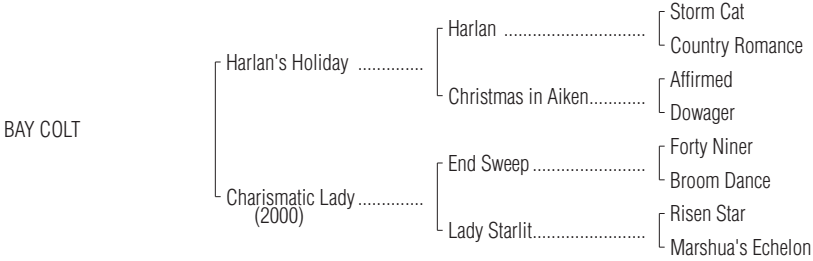 Storm Cat
Harlan ..............................
Country Romance
Harlan's Holiday ..............
Affirmed
Christmas in Aiken............
Dowager
BAY COLT
Forty Niner
End Sweep ........................
Broom Dance
Charismatic Lady ..............
(2000)
Risen Star
Lady Starlit........................
Marshua's Echelon